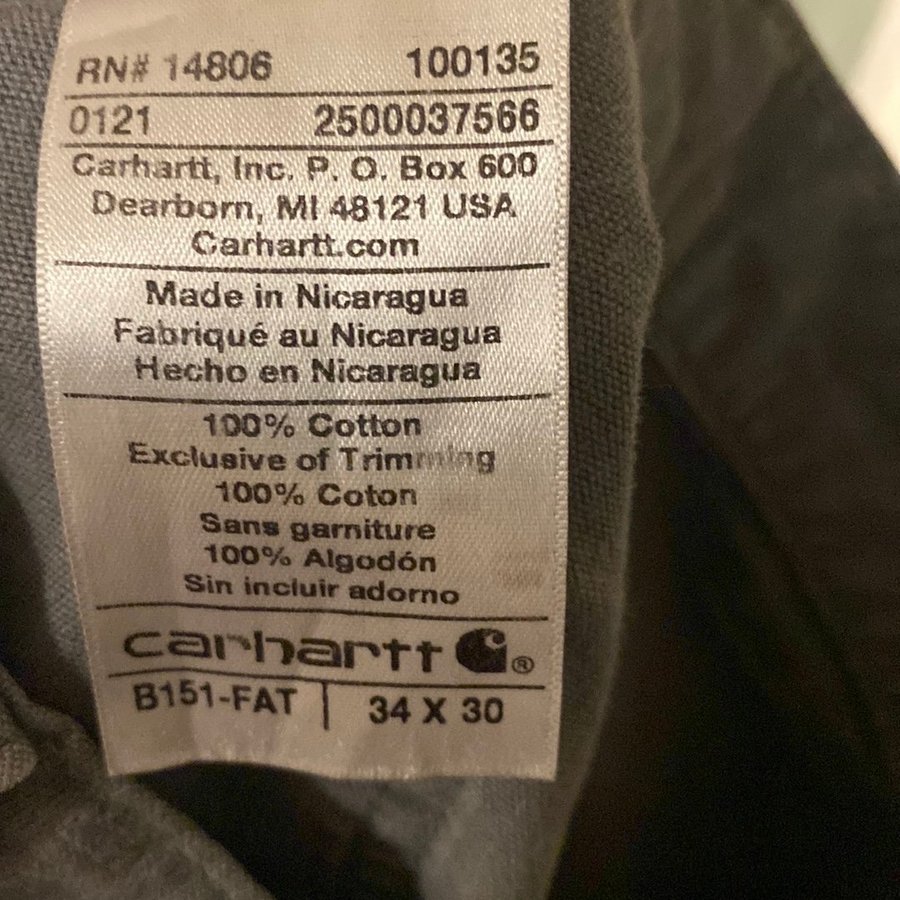 RN# 14806 100135
0121 2500037566
Carhartt, Inc. P. O. Box 600
Dearborn, MI 48121 USA
Carhartt.com
Made in Nicaragua
Fabriqué au Nicaragua
Hecho en Nicaragua
100% Cotton
Exclusive of Trimming
100% Coton
Sans garniture
100% Algodón
Sin incluir adorno
carhartt ®
B151-FAT | 34 X 30